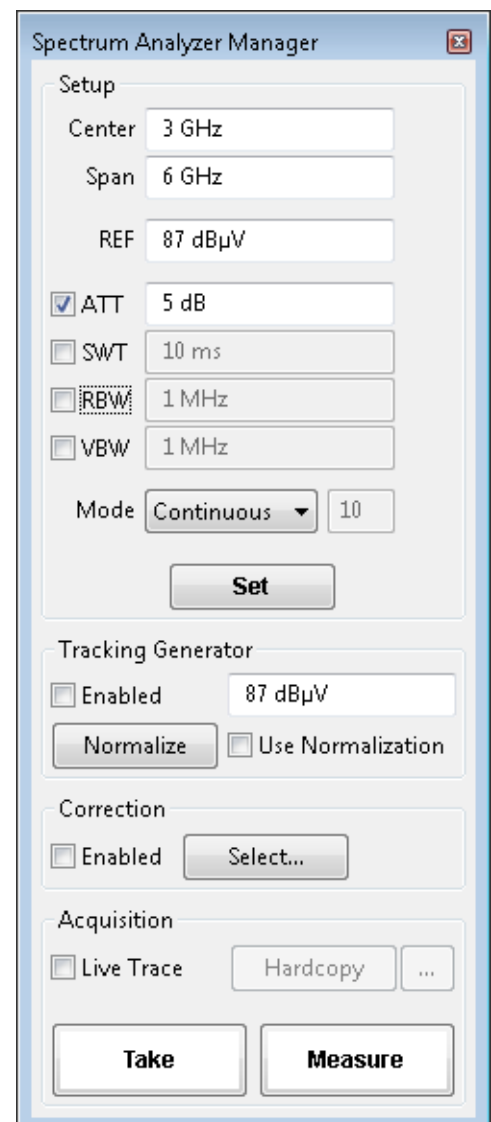 Spectrum Analyzer Manager
Setup
Center 3 GHz
Span 6 GHz
REF 87 dBµV
ATT 5 dB
SWT 10 ms
RBW 1 MHz
VBW 1 MHz
Mode Continuous 10
Set
Tracking Generator
Enabled 87 dBµV
Normalize Use Normalization
Correction
Enabled Select...
Acquisition
Live Trace Hardcopy ...
Take Measure